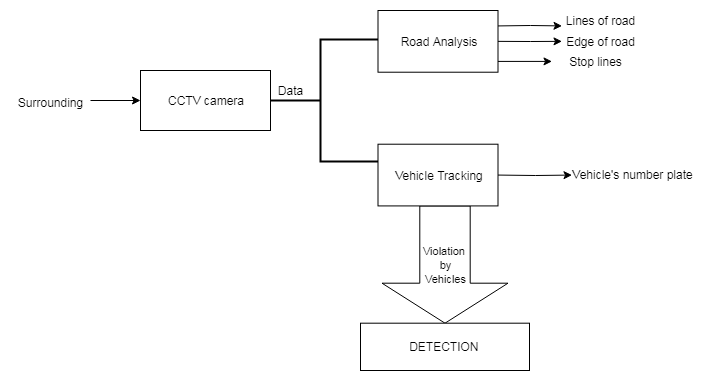 Surrounding
CCTV camera
Data
Road Analysis
Lines of road
Edge of road
Stop lines
Vehicle Tracking
Vehicle's number plate
Violation
by
Vehicles
DETECTION